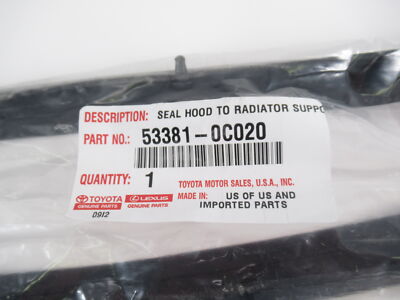 DESCRIPTION: SEAL HOOD TO RADIATOR SUPPO
PART NO.: 53381-0C020
QUANTITY: 1 TOYOTA MOTOR SALES, U.S.A., INC.
TOYOTA GENUINE PARTS LEXUS GENUINE PARTS MADE IN: US OF US AND
IMPORTED PARTS
0912